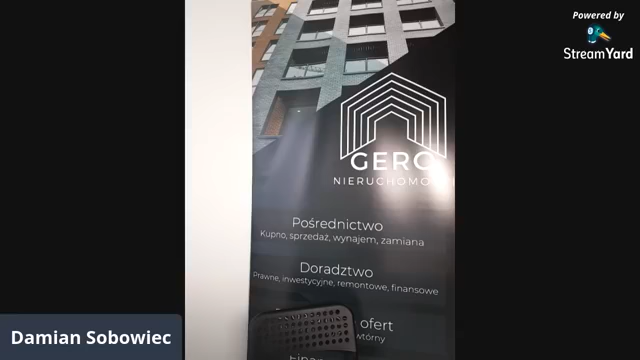 Powered by
StreamYard
GERO
NIERUCHOMO
Pośrednictwo
Kupno, sprzedaż, wynajem, zamiana
Doradztwo
Prawne, inwestycyjne, remontowe, finansowe
ofert
wtórny
Finan
Damian Sobowiec